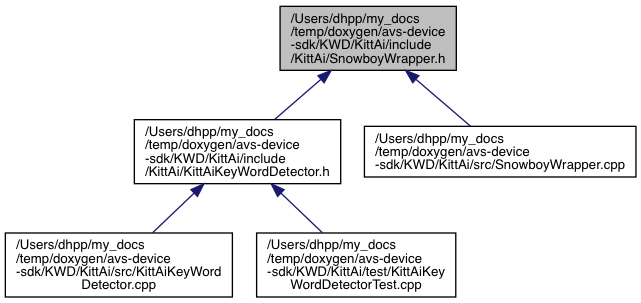 /Users/dhpp/my_docs
/temp/doxygen/avs-device
-sdk/KWD/KittAi/include
/KittAi/SnowboyWrapper.h
/Users/dhpp/my_docs
/temp/doxygen/avs-device
-sdk/KWD/KittAi/include
/KittAi/KittAiKeyWordDetector.h
/Users/dhpp/my_docs
/temp/doxygen/avs-device
-sdk/KWD/KittAi/src/SnowboyWrapper.cpp
/Users/dhpp/my_docs
/temp/doxygen/avs-device
-sdk/KWD/KittAi/src/KittAiKeyWord
Detector.cpp
/Users/dhpp/my_docs
/temp/doxygen/avs-device
-sdk/KWD/KittAi/test/KittAiKey
WordDetectorTest.cpp